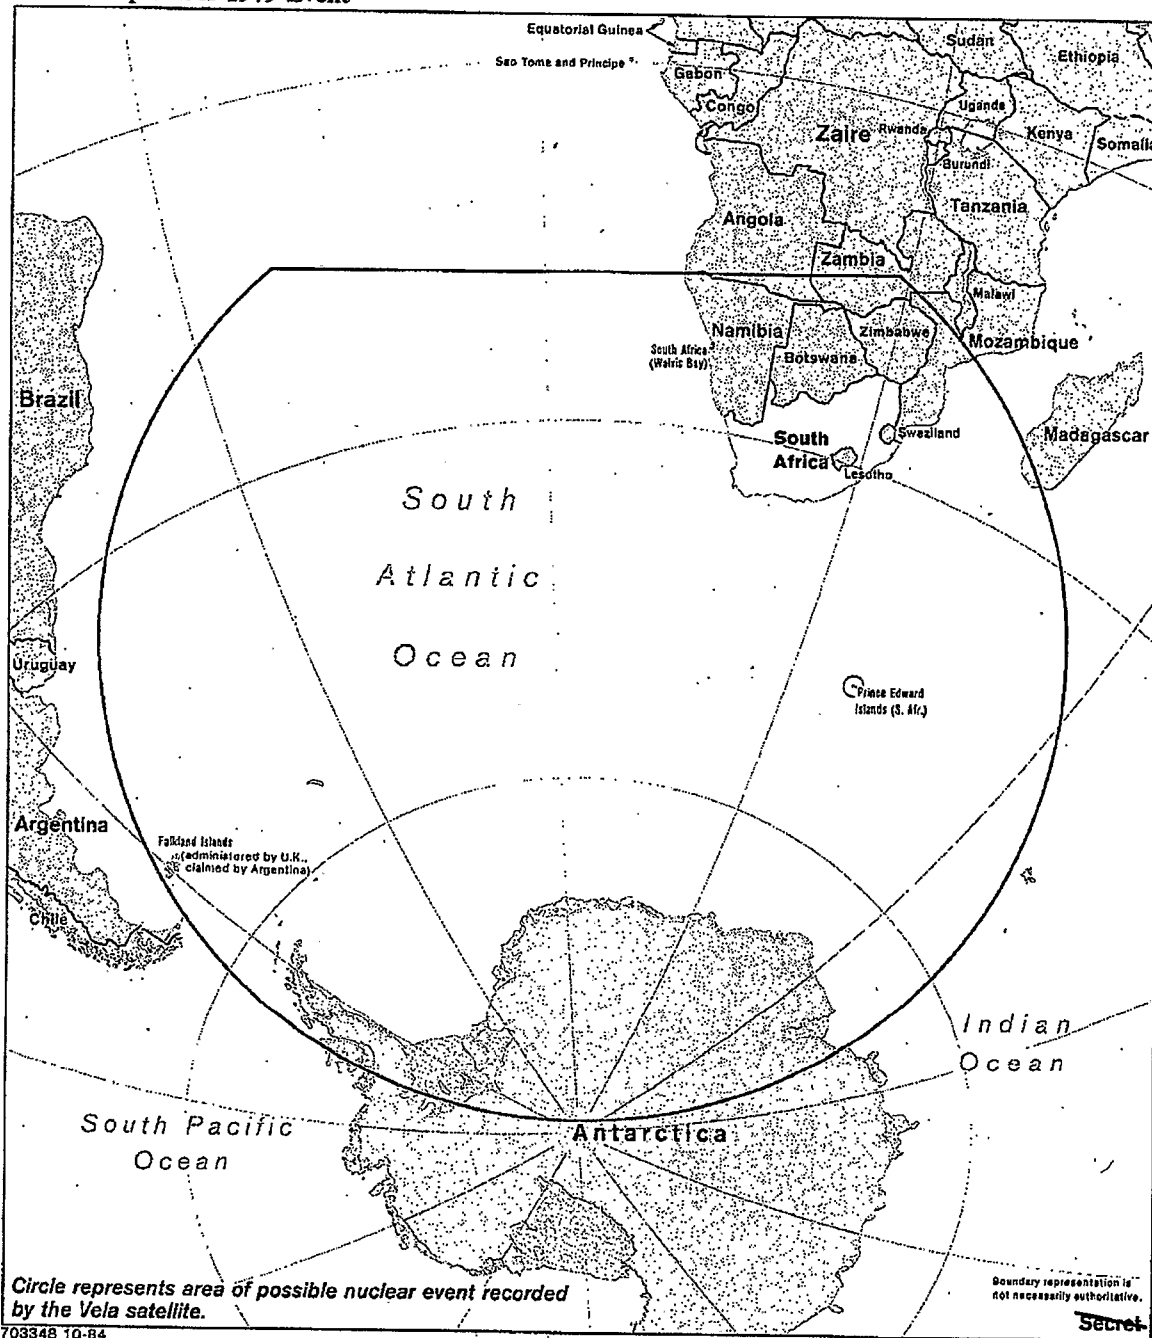 Equatorial Guinea
Sao Tome and Principe
Gabon
Congo
Sudan
Ethiopia
Uganda
Zaire
Rwanda
Kenya
Somalia
Burundi
Tanzania
Angola
Zambia
Malawi
Namibia
Zimbabwe
Mozambique
South Africa
(Walvis Bay)
Botswana
Brazil
Madagascar
South
Africa
Swaziland
Lesotho
South
Atlantic
Ocean
Uruguay
Prince Edward
Islands (S. Afr.)
Argentina
Falkland Islands
(administered by U.K.,
claimed by Argentina)
Chile
Indian
Ocean
South Pacific
Ocean
Antarctica
Circle represents area of possible nuclear event recorded
by the Vela satellite.
Boundary representation is
not necessarily authoritative.
Secret
703348 10-84